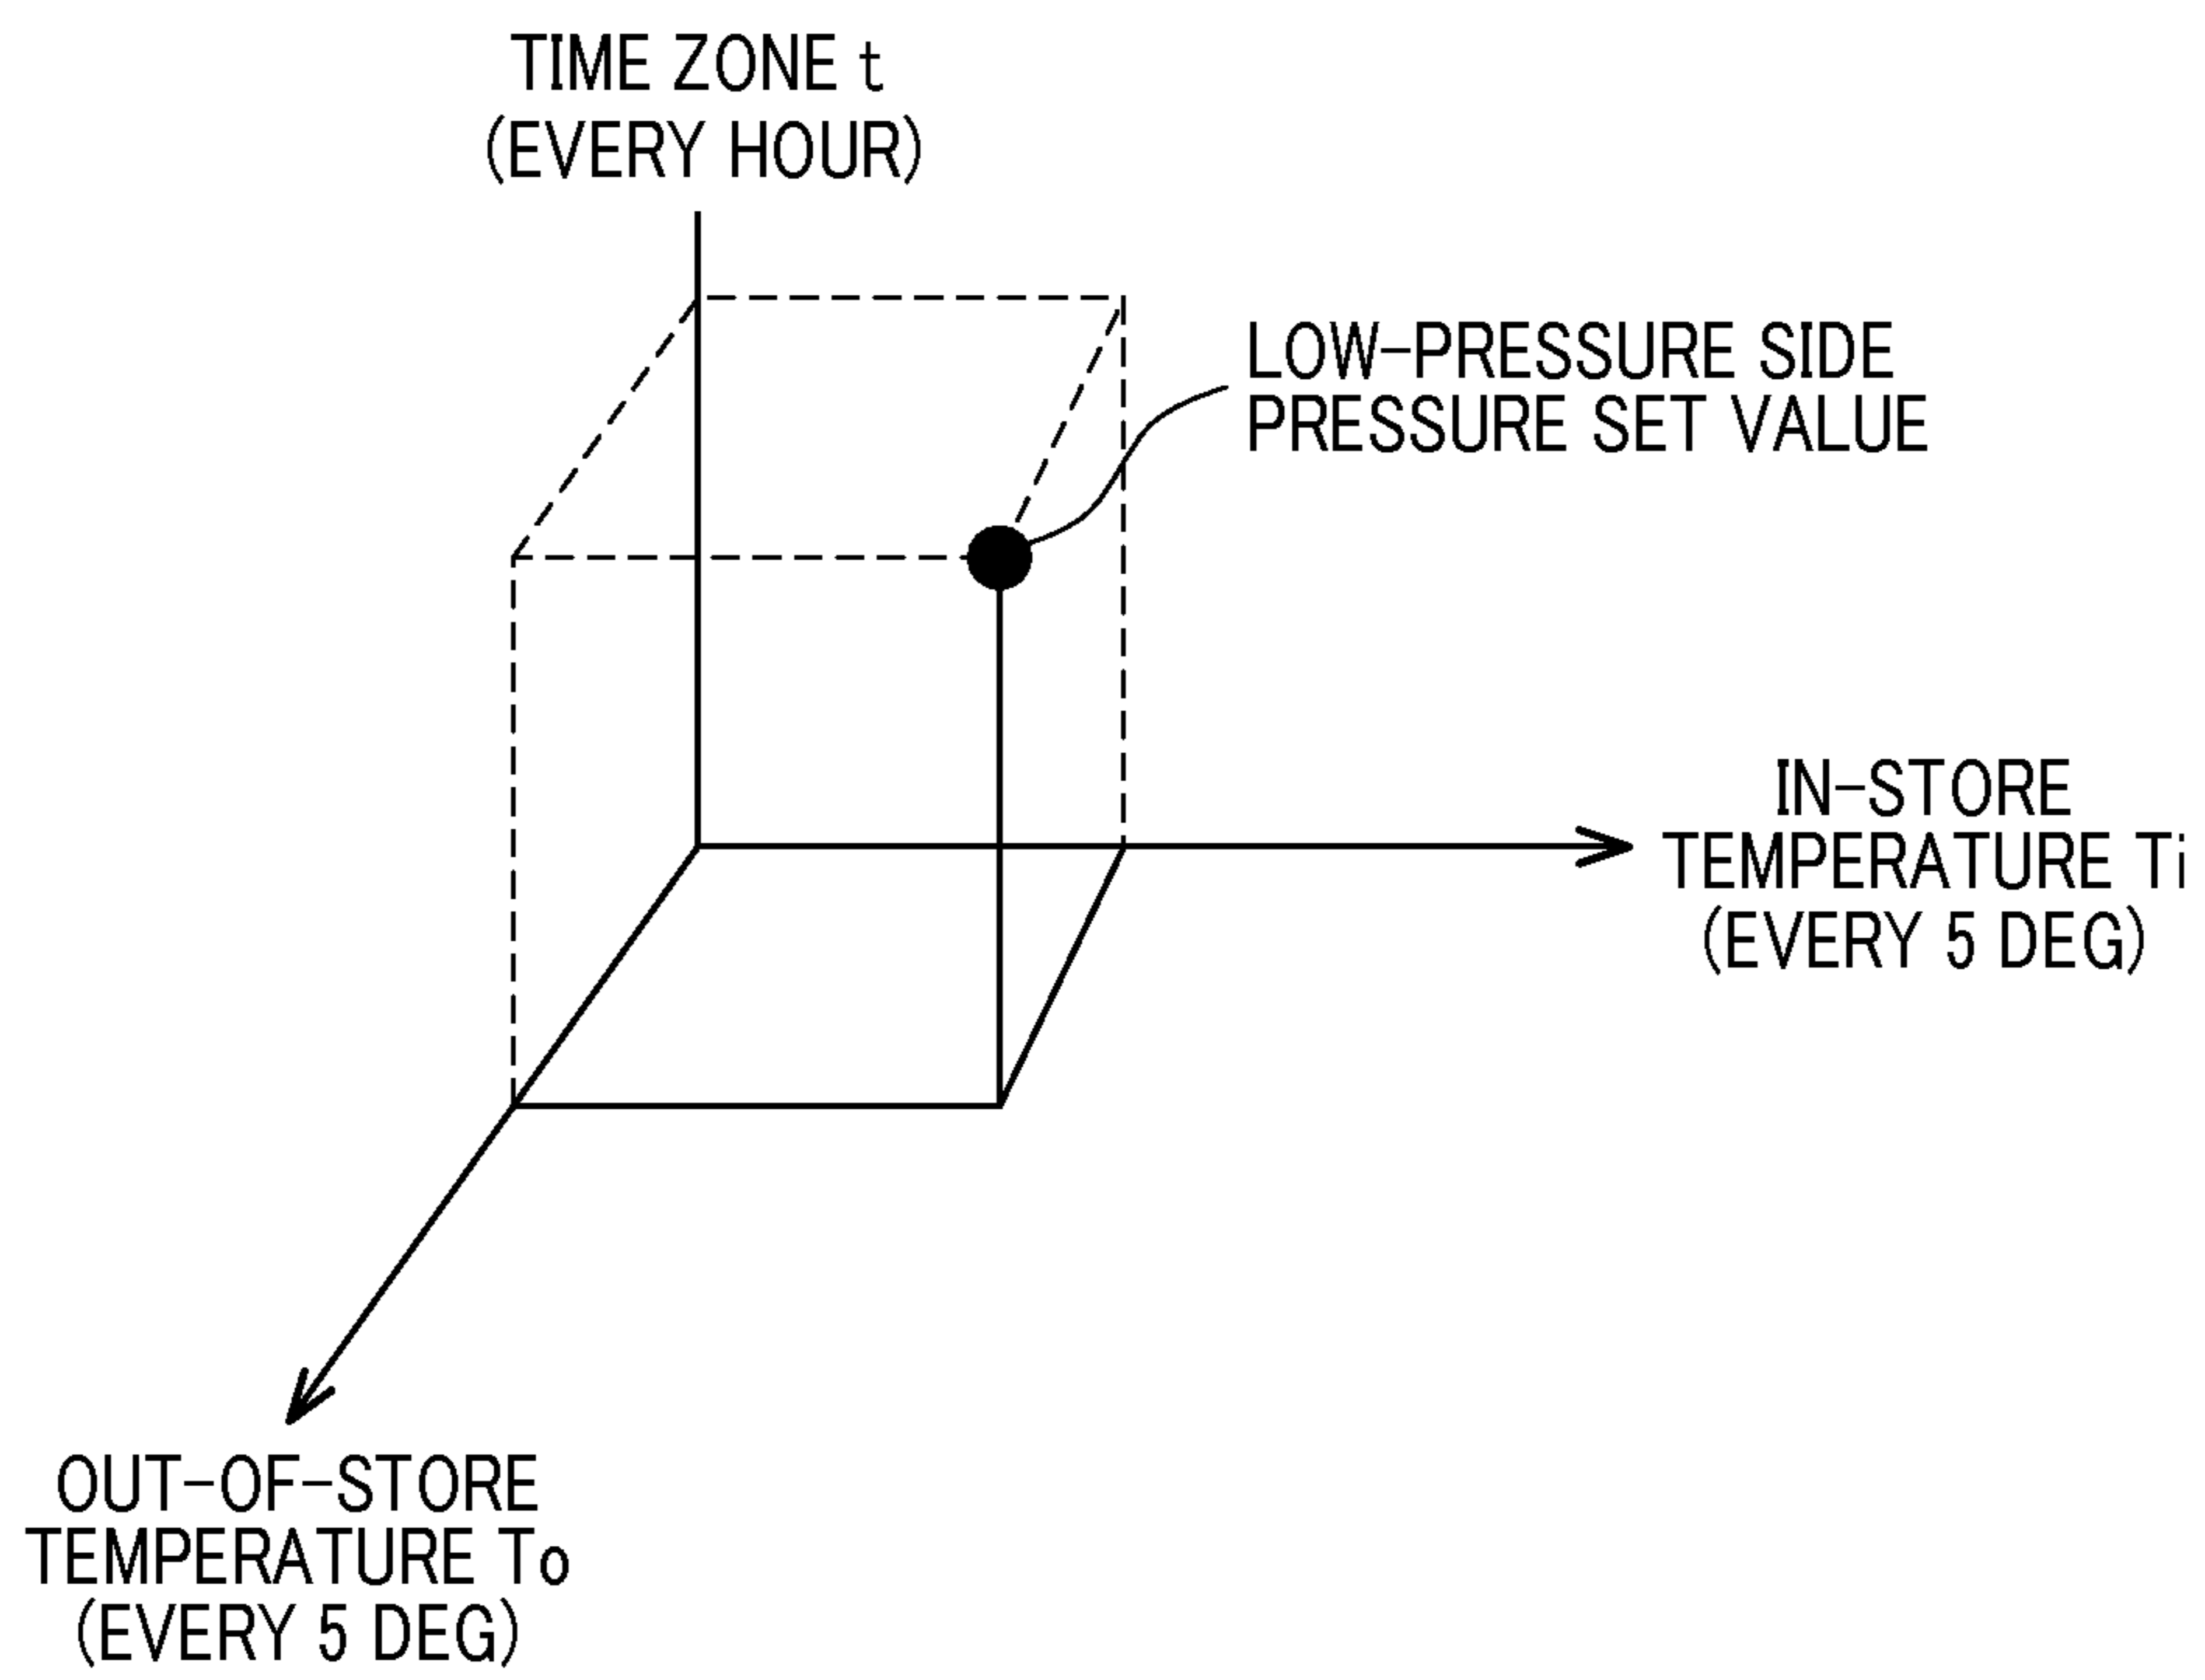 TIME ZONE t
(EVERY HOUR)
LOW-PRESSURE SIDE
PRESSURE SET VALUE
IN-STORE
TEMPERATURE Ti
(EVERY 5 DEG)
OUT-OF-STORE
TEMPERATURE To
(EVERY 5 DEG)